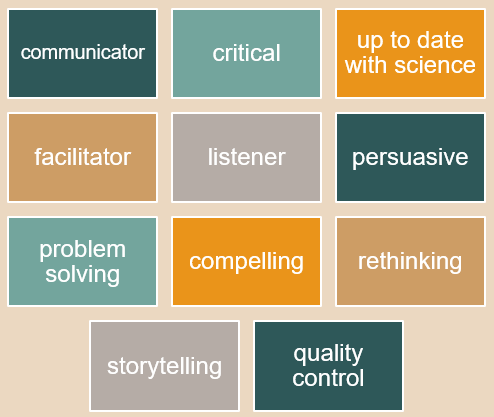 communicator
critical
up to date
with science
facilitator
listener
persuasive
problem
solving
compelling
rethinking
storytelling
quality
control